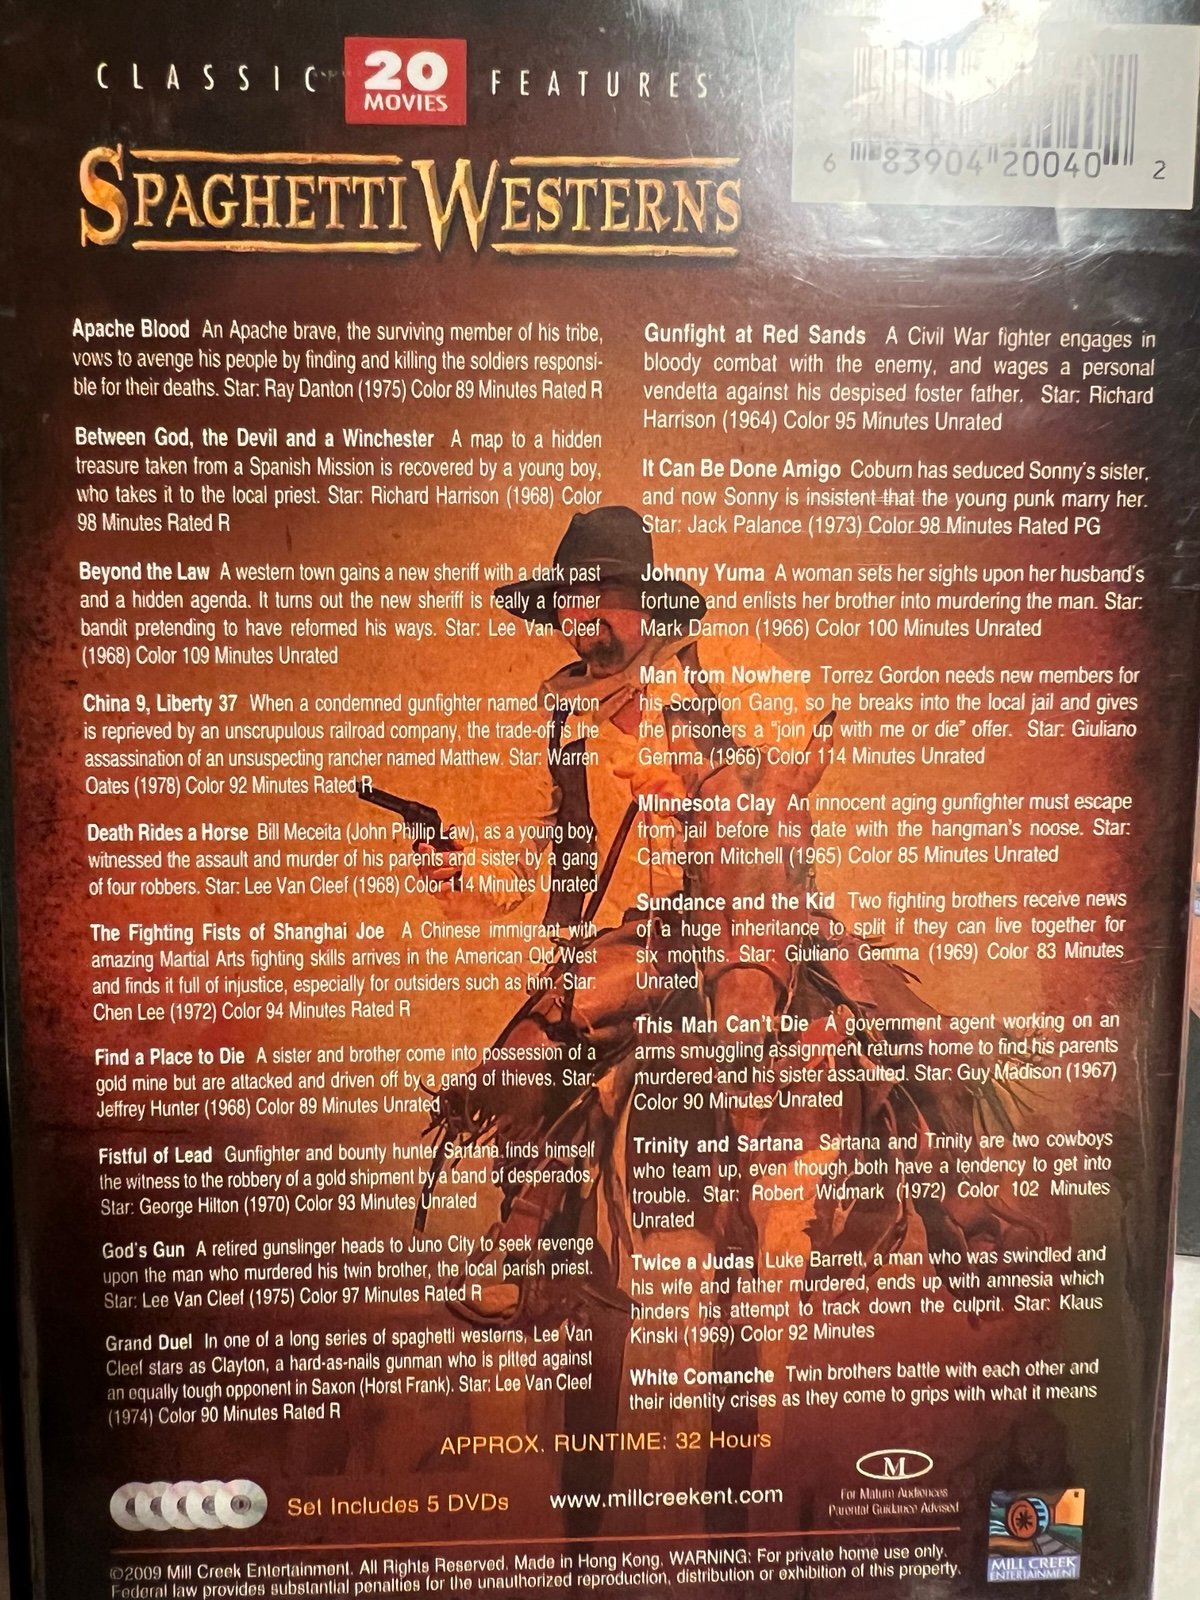 CLASSIC 20 MOVIES FEATURES
SPAGHETTI WESTERNS
6 83904 20040 2
Apache Blood An Apache brave, the surviving member of his tribe,
vows to avenge his people by finding and killing the soldiers responsi-
ble for their deaths. Star: Ray Danton (1975) Color 89 Minutes Rated R
Between God, the Devil and a Winchester A map to a hidden
treasure taken from a Spanish Mission is recovered by a young boy,
who takes it to the local priest. Star: Richard Harrison (1968) Color
98 Minutes Rated R
Beyond the Law A western town gains a new sheriff with a dark past
and a hidden agenda. It turns out the new sheriff is really a former
bandit pretending to have reformed his ways. Star: Lee Van Cleef
(1968) Color 109 Minutes Unrated
China 9, Liberty 37 When a condemned gunfighter named Clayton
is reprieved by an unscrupulous railroad company, the trade-off is the
assassination of an unsuspecting rancher named Matthew. Star: Warren
Oates (1978) Color 92 Minutes Rated R
Death Rides a Horse Bill Meceita (John Phillip Law), as a young boy,
witnessed the assault and murder of his parents and sister by a gang
of four robbers. Star: Lee Van Cleef (1968) Color 114 Minutes Unrated
The Fighting Fists of Shanghai Joe A Chinese immigrant with
amazing Martial Arts fighting skills arrives in the American Old West
and finds it full of injustice, especially for outsiders such as him. Star:
Chen Lee (1972) Color 94 Minutes Rated R
Find a Place to Die A sister and brother come into possession of a
gold mine but are attacked and driven off by a gang of thieves. Star:
Jeffrey Hunter (1968) Color 89 Minutes Unrated
Fistful of Lead Gunfighter and bounty hunter Sartana finds himself
the witness to the robbery of a gold shipment by a band of desperados.
Star: George Hilton (1970) Color 93 Minutes Unrated
God's Gun A retired gunslinger heads to Juno City to seek revenge
upon the man who murdered his twin brother, the local parish priest.
Star: Lee Van Cleef (1975) Color 97 Minutes Rated R
Grand Duel In one of a long series of spaghetti westerns, Lee Van
Cleef stars as Clayton, a hard-as-nails gunman who is pitted against
an equally tough opponent in Saxon (Horst Frank). Star: Lee Van Cleef
(1974) Color 90 Minutes Rated R
Gunfight at Red Sands A Civil War fighter engages in
bloody combat with the enemy, and wages a personal
vendetta against his despised foster father. Star: Richard
Harrison (1964) Color 95 Minutes Unrated
It Can Be Done Amigo Coburn has seduced Sonny's sister,
and now Sonny is insistent that the young punk marry her.
Star: Jack Palance (1973) Color 98 Minutes Rated PG
Johnny Yuma A woman sets her sights upon her husband's
fortune and enlists her brother into murdering the man. Star:
Mark Damon (1966) Color 100 Minutes Unrated
Man from Nowhere Torrez Gordon needs new members for
his Scorpion Gang, so he breaks into the local jail and gives
the prisoners a "join up with me or die" offer. Star: Giuliano
Gemma (1966) Color 114 Minutes Unrated
Minnesota Clay An innocent aging gunfighter must escape
from jail before his date with the hangman's noose. Star:
Cameron Mitchell (1965) Color 85 Minutes Unrated
Sundance and the Kid Two fighting brothers receive news
of a huge inheritance to split if they can live together for
six months. Star: Giuliano Gemma (1969) Color 83 Minutes
Unrated
This Man Can't Die A government agent working on an
arms smuggling assignment returns home to find his parents
murdered and his sister assaulted. Star: Guy Madison (1967)
Color 90 Minutes Unrated
Trinity and Sartana Sartana and Trinity are two cowboys
who team up, even though both have a tendency to get into
trouble. Star: Robert Widmark (1972) Color 102 Minutes
Unrated
Twice a Judas Luke Barrett, a man who was swindled and
his wife and father murdered, ends up with amnesia which
hinders his attempt to track down the culprit. Star: Klaus
Kinski (1969) Color 92 Minutes
White Comanche Twin brothers battle with each other and
their identity crises as they come to grips with what it means
APPROX. RUNTIME: 32 Hours
Set Includes 5 DVDs www.millcreekent.com
M
For Mature Audiences
Parental Guidance Advised
MILL CREEK
ENTERTAINMENT
©2009 Mill Creek Entertainment. All Rights Reserved. Made in Hong Kong. WARNING: For private home use only.
Federal law provides substantial penalties for the unauthorized reproduction, distribution or exhibition of this property.